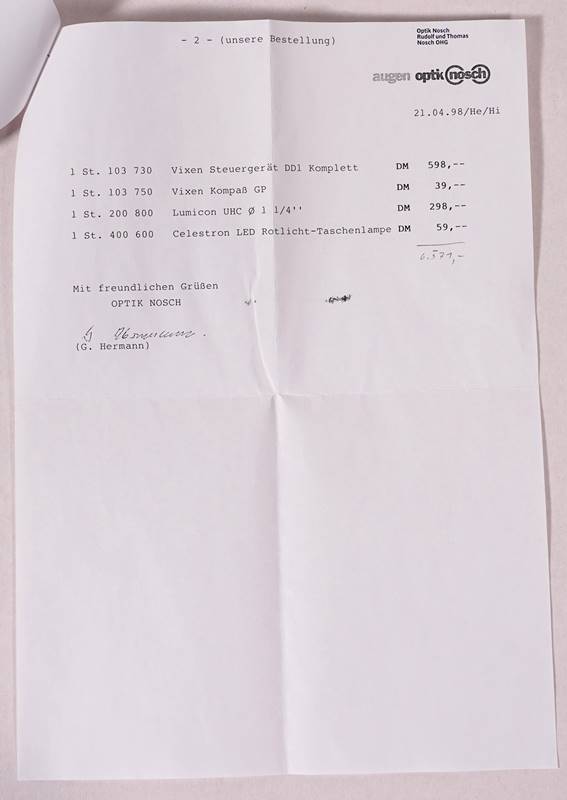 - 2 - (unsere Bestellung)
Optik Nosch
Rudolf und Thomas
Nosch OHG
augen optik nosch
21.04.98/He/Hi
1 St. 103 730 Vixen Steuergerät DD1 Komplett DM 598,--
1 St. 103 750 Vixen Kompaß GP DM 39,--
1 St. 200 800 Lumicon UHC Ø 1 1/4'' DM 298,--
1 St. 400 600 Celestron LED Rotlicht-Taschenlampe DM 59,--
Mit freundlichen Grüßen
OPTIK NOSCH
(G. Hermann)